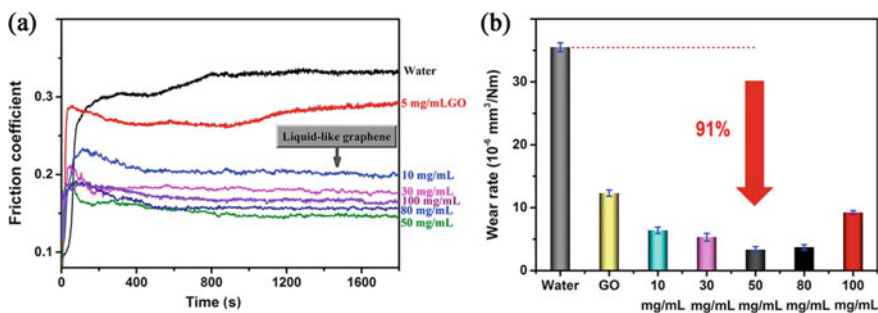 (a)
Friction coefficient
0.3
0.2
0.1
0
400
800
1200
1600
Time (s)
Water
5 mg/mLGO
Liquid-like graphene
10 mg/mL
30 mg/mL
100 mg/mL
80 mg/mL
50 mg/mL
(b)
Wear rate (10⁻⁶ mm³/Nm)
40
30
20
10
0
91%
Water
GO
10
30
50
80
100
mg/mL
mg/mL
mg/mL
mg/mL
mg/mL